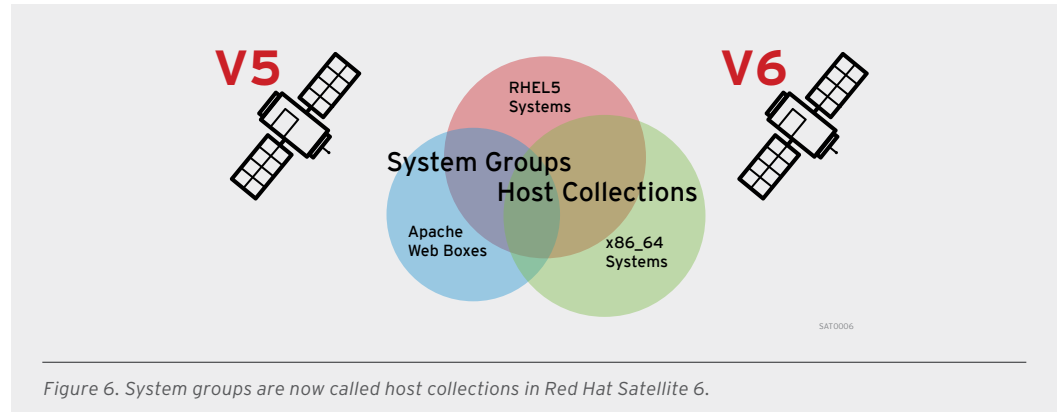 V5
V6
RHEL5
Systems
System Groups
Host Collections
Apache
Web Boxes
x86_64
Systems
SAT0006
Figure 6. System groups are now called host collections in Red Hat Satellite 6.